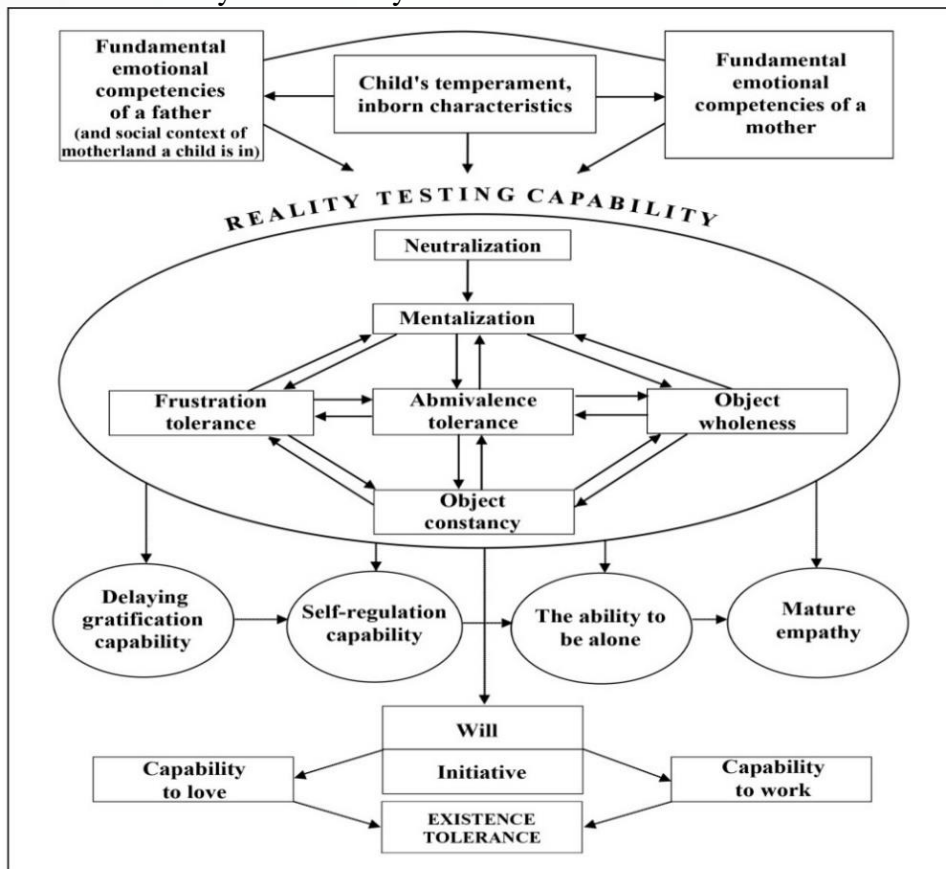 Fundamental
emotional
competencies
of a father
(and social context of
motherland a child is in)
Child's temperament,
inborn characteristics
Fundamental
emotional
competencies of a
mother
REALITY TESTING CAPABILITY
Neutralization
Mentalization
Frustration
tolerance
Abmivalence
tolerance
Object
wholeness
Object
constancy
Delaying
gratification
capability
Self-regulation
capability
The ability to
be alone
Mature
empathy
Will
Initiative
Capability
to love
Capability
to work
EXISTENCE
TOLERANCE